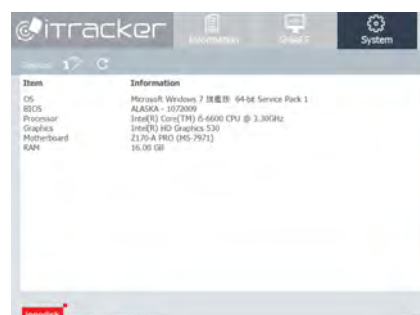 iTracker
Information
S.M.A.R.T.
System
Item Information
OS Microsoft Windows 7 旗艦版 64-bit Service Pack 1
BIOS ALASKA - 1072009
Processor Intel(R) Core(TM) i5-6600 CPU @ 3.30GHz
Graphics Intel(R) HD Graphics 530
Motherboard Z170-A PRO (MS-7971)
RAM 16.00 GB
innodisk